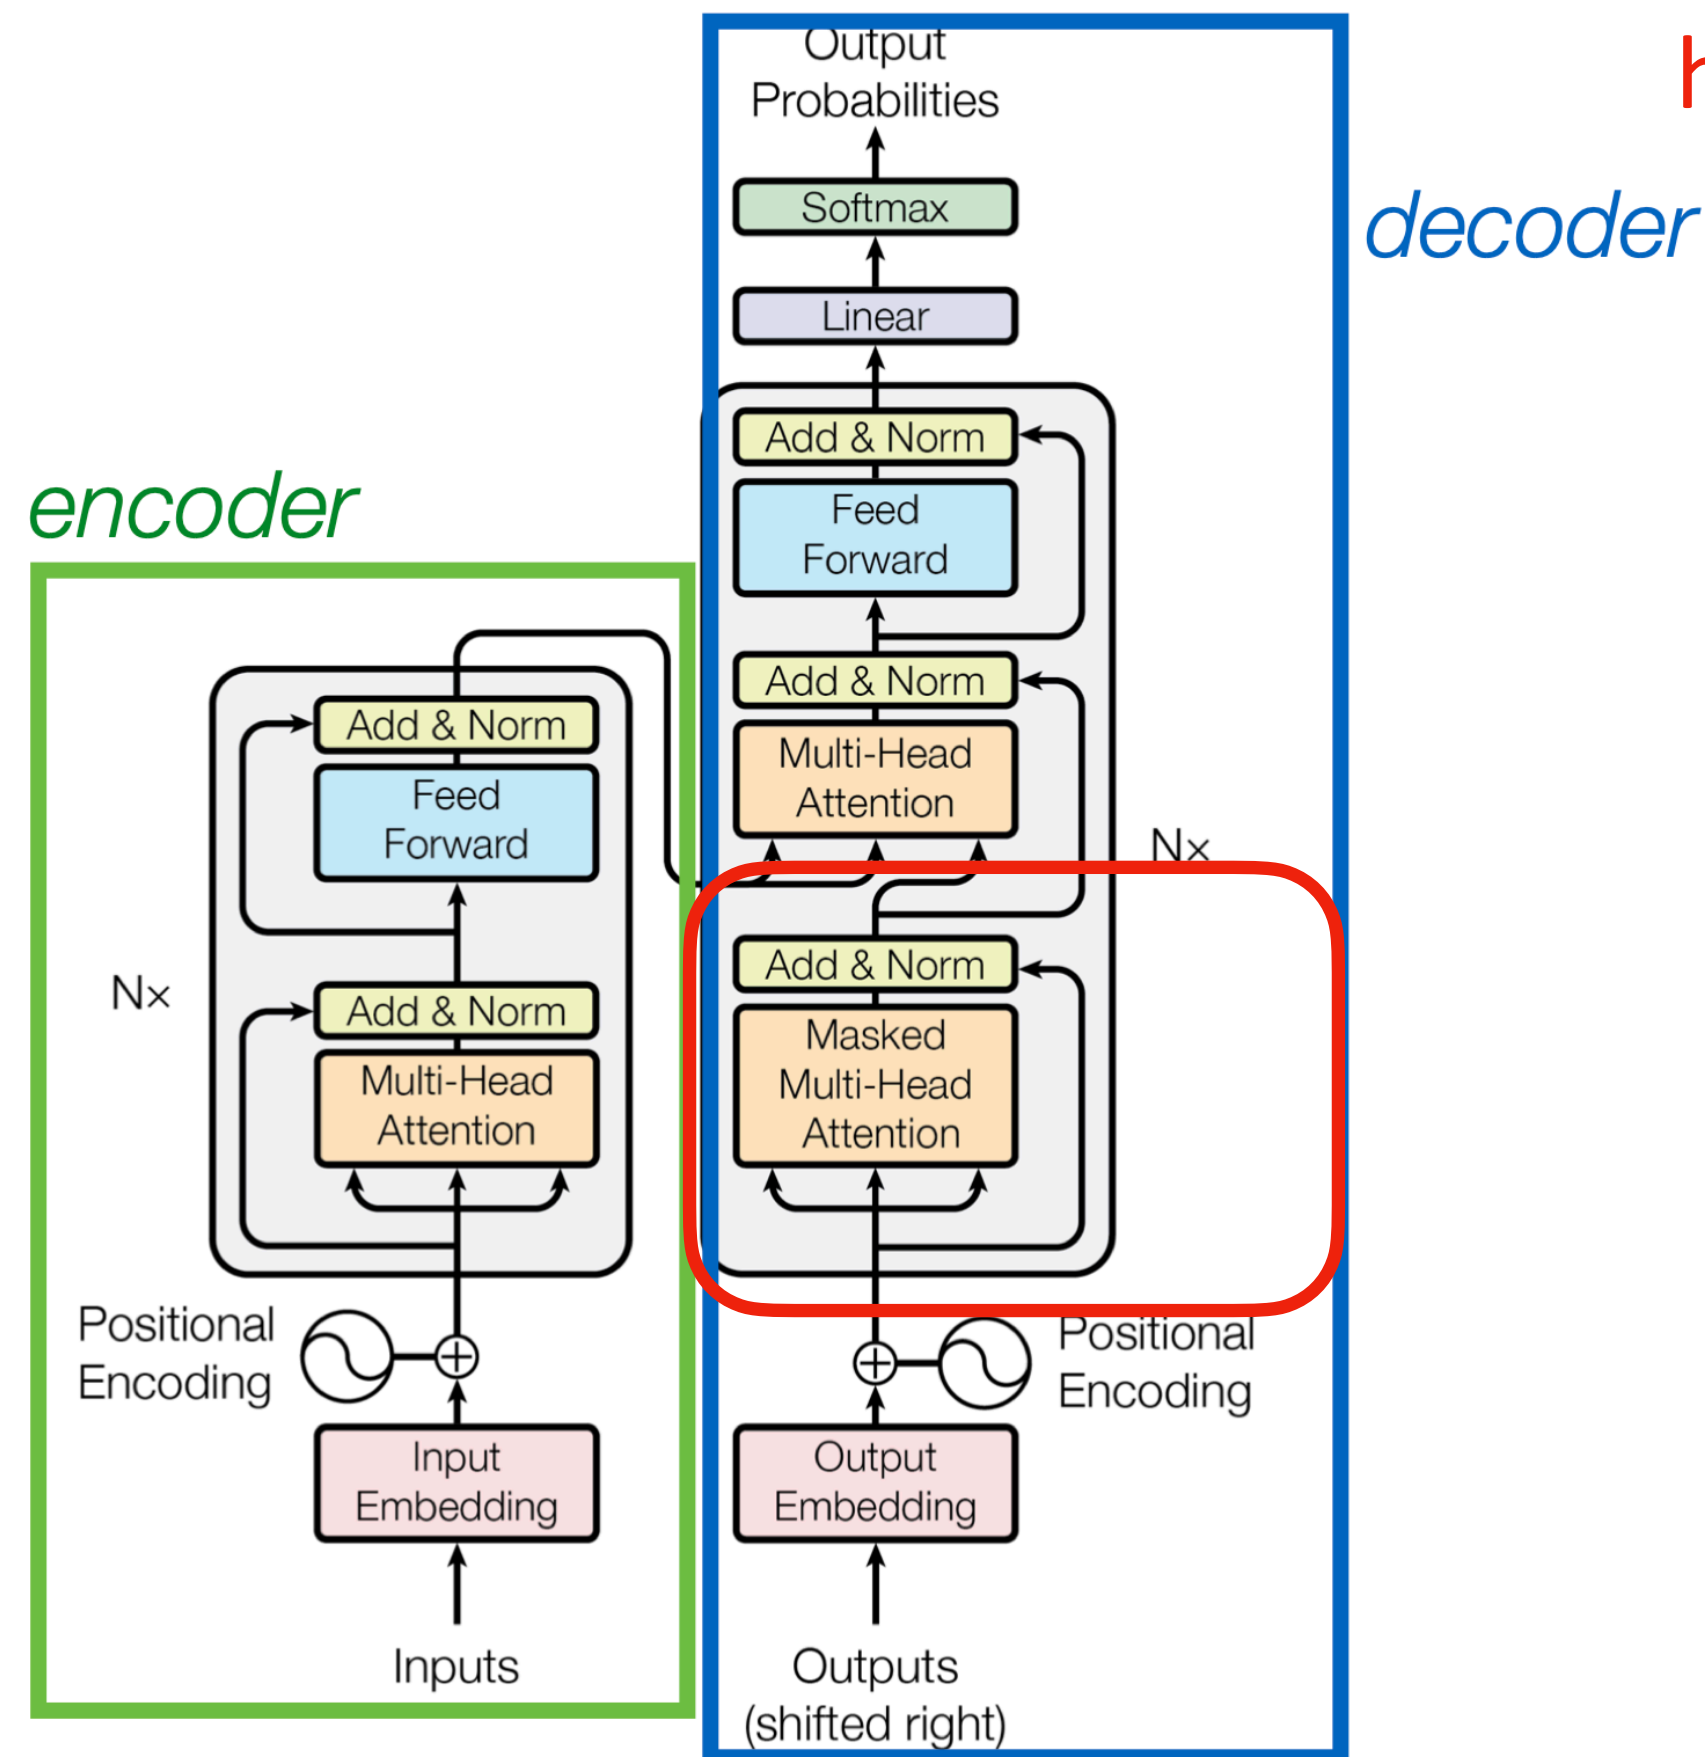 Output
Probabilities
Softmax
Linear
Add & Norm
Feed
Forward
Add & Norm
Multi-Head
Attention
Nx
Add & Norm
Masked
Multi-Head
Attention
Positional
Encoding
Output
Embedding
Outputs
(shifted right)
decoder
encoder
Add & Norm
Feed
Forward
Nx
Add & Norm
Multi-Head
Attention
Positional
Encoding
Input
Embedding
Inputs